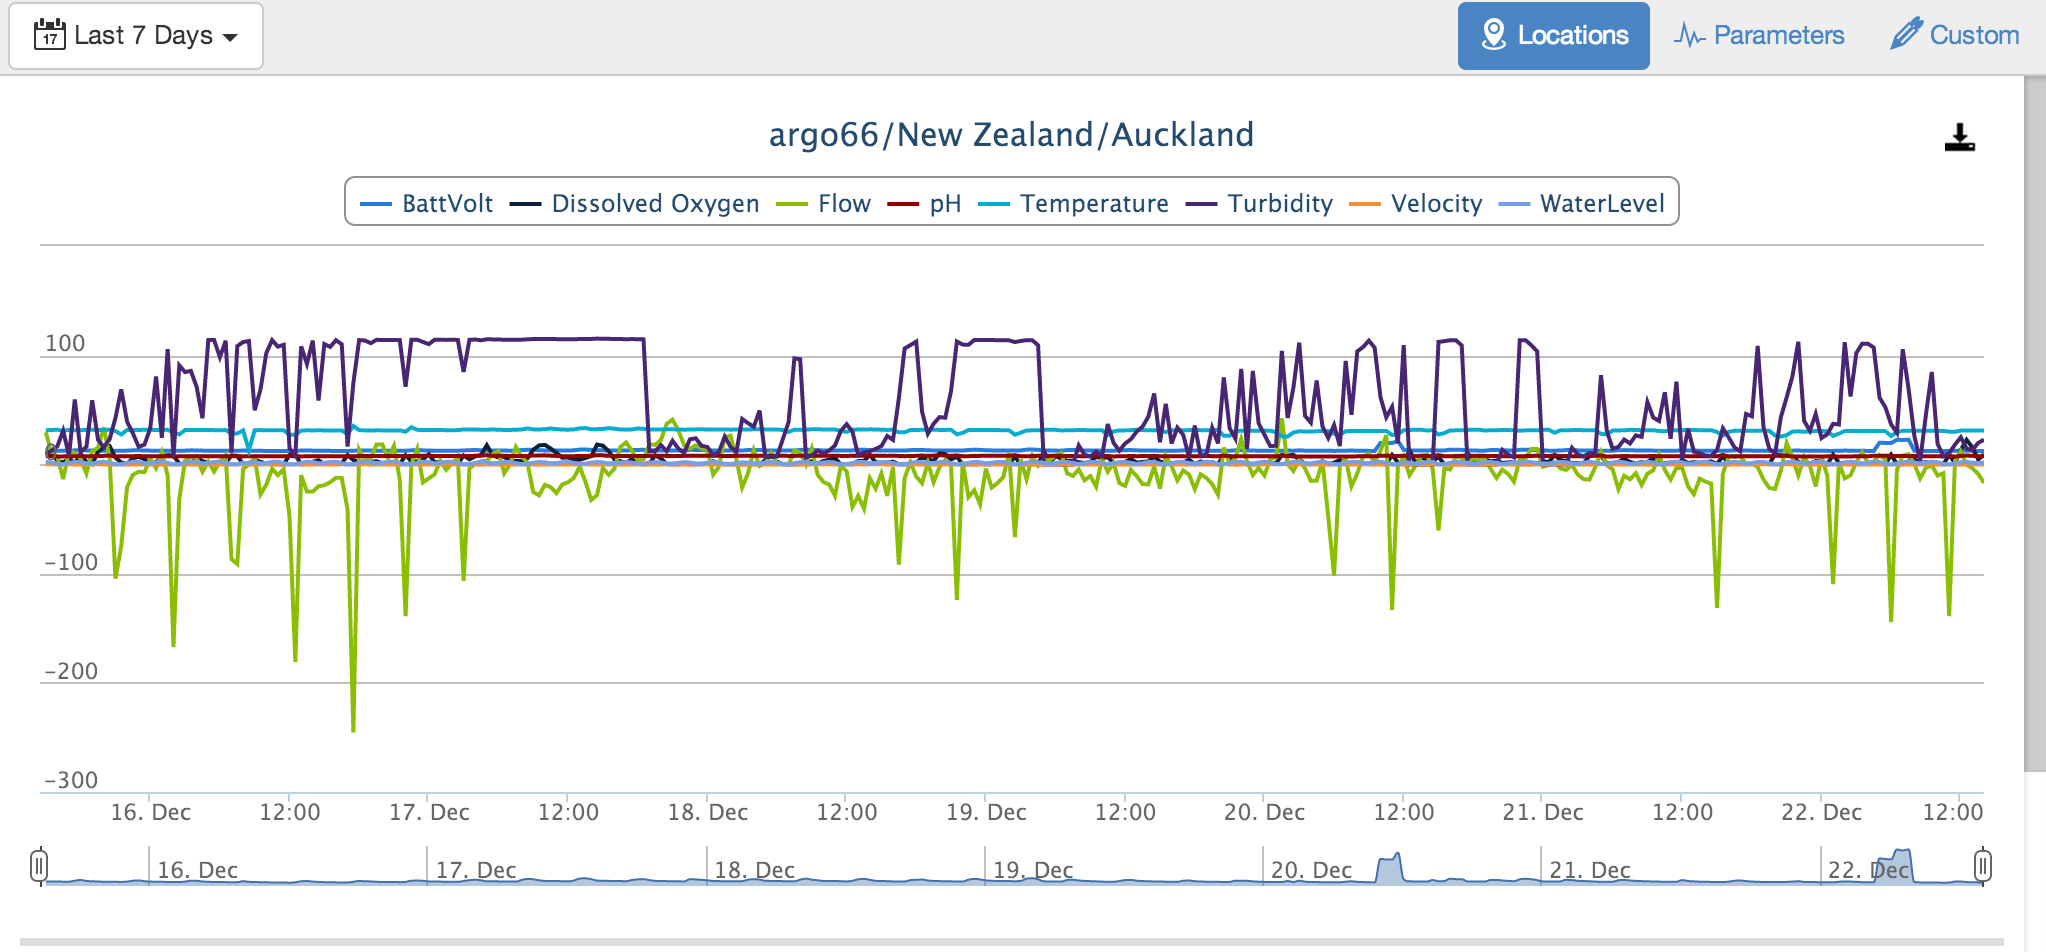 17 Last 7 Days Locations Parameters Custom
argo66/New Zealand/Auckland
BattVolt Dissolved Oxygen Flow pH Temperature Turbidity Velocity WaterLevel
100
0
-100
-200
-300
16. Dec 12:00 17. Dec 12:00 18. Dec 12:00 19. Dec 12:00 20. Dec 12:00 21. Dec 12:00 22. Dec 12:00
16. Dec 17. Dec 18. Dec 19. Dec 20. Dec 21. Dec 22. Dec